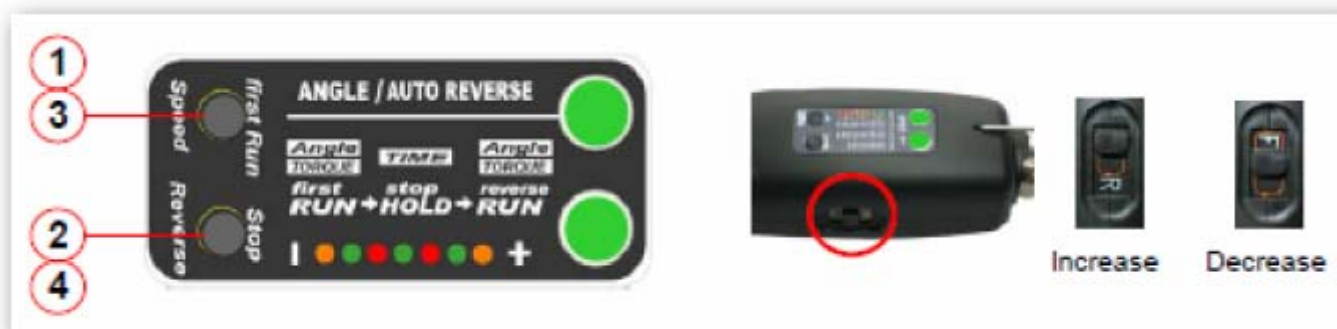 1
3
2
4
Speed
first Run
Reverse
Stop
ANGLE / AUTO REVERSE
Angle TIME Angle
TORQUE TORQUE
first stop reverse
RUN→HOLD→RUN
- +
R
F
Increase Decrease